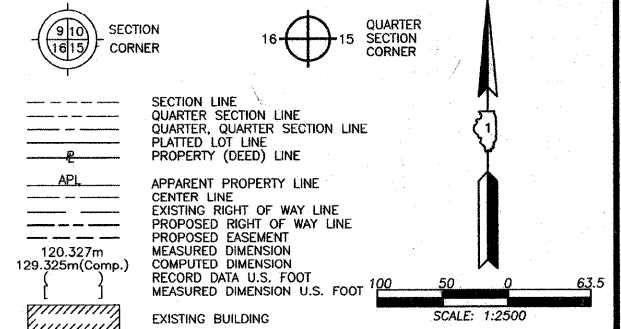 9 10 SECTION
16 15 CORNER
16 15 QUARTER
SECTION
CORNER
SECTION LINE
QUARTER SECTION LINE
QUARTER, QUARTER SECTION LINE
PLATTED LOT LINE
PL PROPERTY (DEED) LINE
APL APPARENT PROPERTY LINE
CENTER LINE
EXISTING RIGHT OF WAY LINE
PROPOSED RIGHT OF WAY LINE
PROPOSED EASEMENT
120.327m MEASURED DIMENSION
129.325m(Comp.) COMPUTED DIMENSION
( ) RECORD DATA U.S. FOOT
[ ] MEASURED DIMENSION U.S. FOOT
EXISTING BUILDING
1
100 50 0 63.5
SCALE: 1:2500